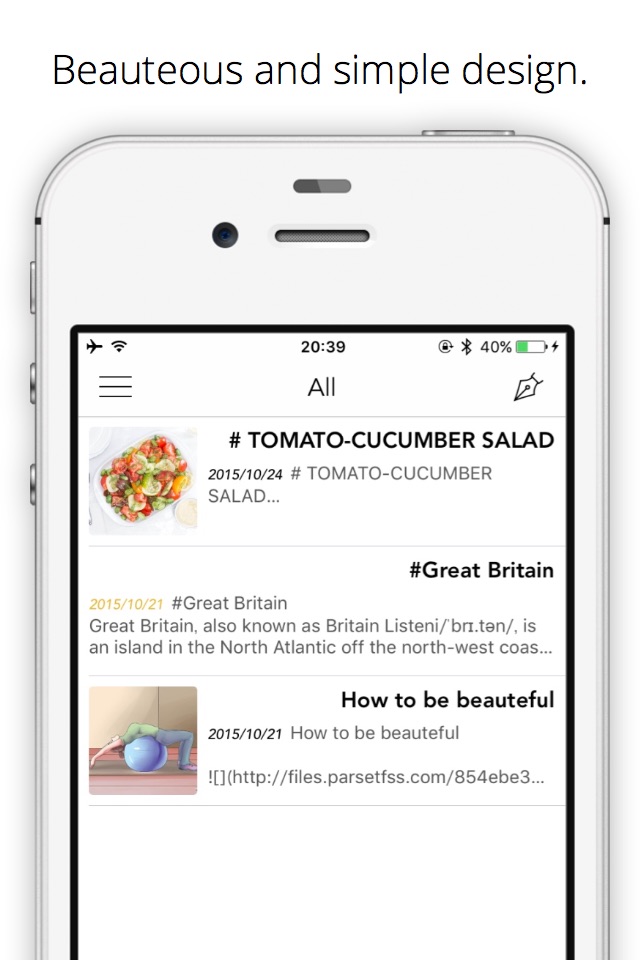 Beauteous and simple design.
20:39
40%
All
# TOMATO-CUCUMBER SALAD
2015/10/24 # TOMATO-CUCUMBER
SALAD...
#Great Britain
2015/10/21 #Great Britain
Great Britain, also known as Britain Listeni/ˈbrɪ.tən/, is
an island in the North Atlantic off the north-west coas...
How to be beauteful
2015/10/21 How to be beauteful
![](http://files.parsetfss.com/854ebe3...